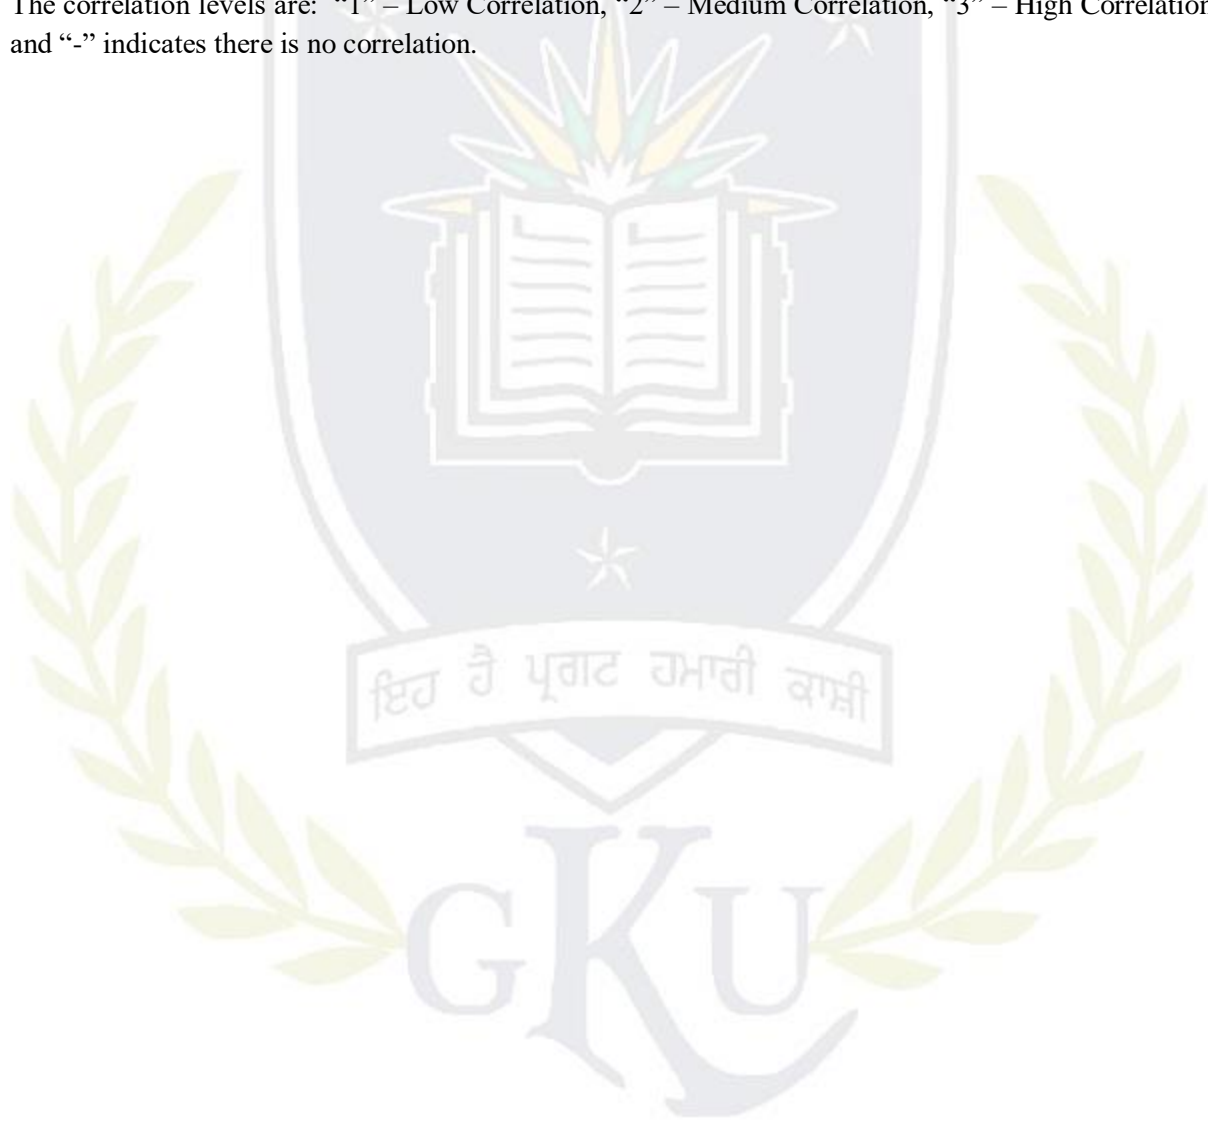 The correlation levels are: “1” – Low Correlation, “2” – Medium Correlation, “3” – High Correlation
and “-” indicates there is no correlation.
ਇਹ ਹੈ ਪ੍ਰਗਟ ਹਮਾਰੀ ਕਾਸ਼ੀ
GKU